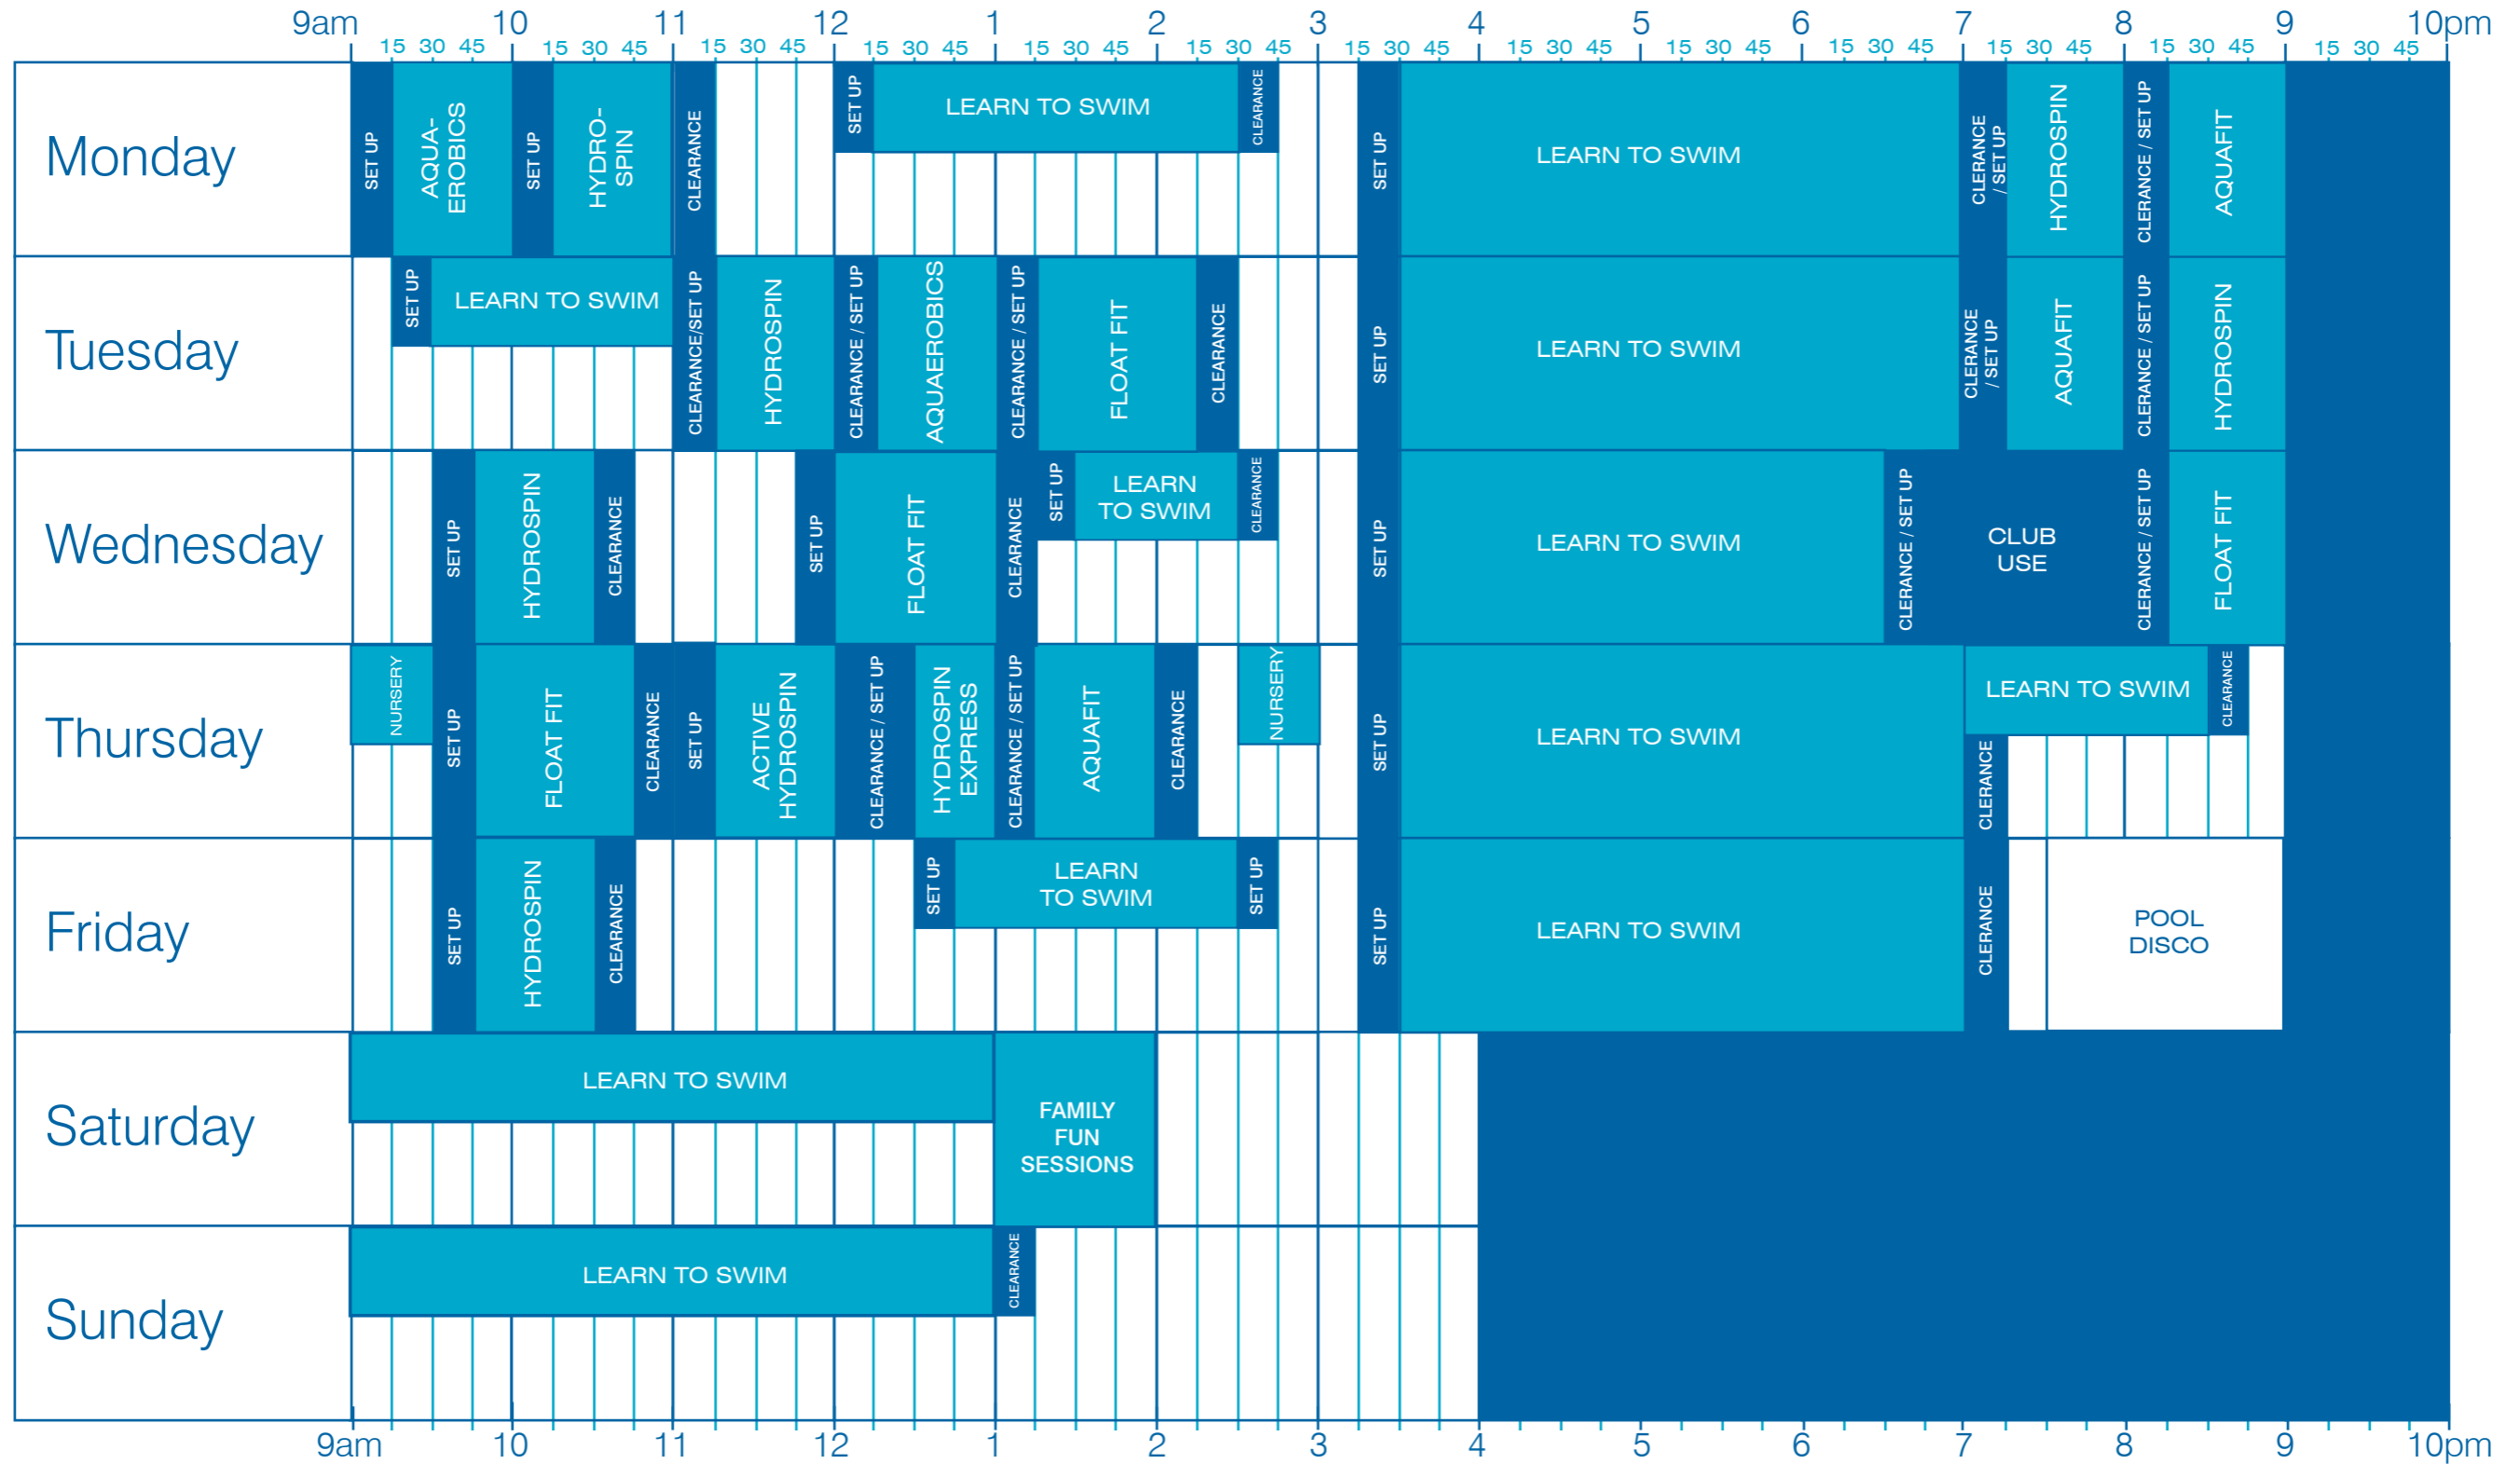 9am 10 11 12 1 2 3 4 5 6 7 8 9 10pm
15 30 45 15 30 45 15 30 45 15 30 45 15 30 45 15 30 45 15 30 45 15 30 45 15 30 45 15 30 45 15 30 45 15 30 45 15 30 45
Monday
SET UP
AQUA-
EROBICS
SET UP
HYDRO-
SPIN
CLEARANCE
SET UP
LEARN TO SWIM
CLEARANCE
SET UP
LEARN TO SWIM
CLERANCE
/ SET UP
HYDROSPIN
CLERANCE / SET UP
AQUAFIT
Tuesday
SET UP
LEARN TO SWIM
CLEARANCE/SET UP
HYDROSPIN
CLEARANCE / SET UP
AQUAEROBICS
CLEARANCE / SET UP
FLOAT FIT
CLEARANCE
SET UP
LEARN TO SWIM
CLERANCE
/ SET UP
AQUAFIT
CLERANCE / SET UP
HYDROSPIN
Wednesday
SET UP
HYDROSPIN
CLEARANCE
SET UP
FLOAT FIT
CLEARANCE
SET UP
LEARN
TO SWIM
CLEARANCE
SET UP
LEARN TO SWIM
CLERANCE / SET UP
CLUB
USE
CLERANCE / SET UP
FLOAT FIT
Thursday
NURSERY
SET UP
FLOAT FIT
CLEARANCE
SET UP
ACTIVE
HYDROSPIN
CLEARANCE / SET UP
HYDROSPIN
EXPRESS
CLEARANCE / SET UP
AQUAFIT
CLEARANCE
NURSERY
SET UP
LEARN TO SWIM
LEARN TO SWIM
CLEARANCE
CLERANCE
Friday
SET UP
HYDROSPIN
CLEARANCE
SET UP
LEARN
TO SWIM
SET UP
SET UP
LEARN TO SWIM
CLERANCE
POOL
DISCO
Saturday
LEARN TO SWIM
FAMILY
FUN
SESSIONS
Sunday
LEARN TO SWIM
CLEARANCE
9am 10 11 12 1 2 3 4 5 6 7 8 9 10pm